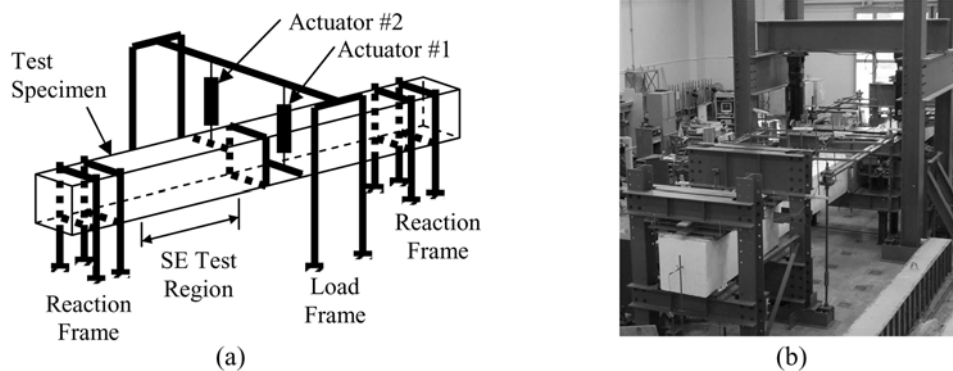 Actuator #2
Actuator #1
Test
Specimen
SE Test
Region
Reaction
Frame
Load
Frame
Reaction
Frame
(a)
(b)